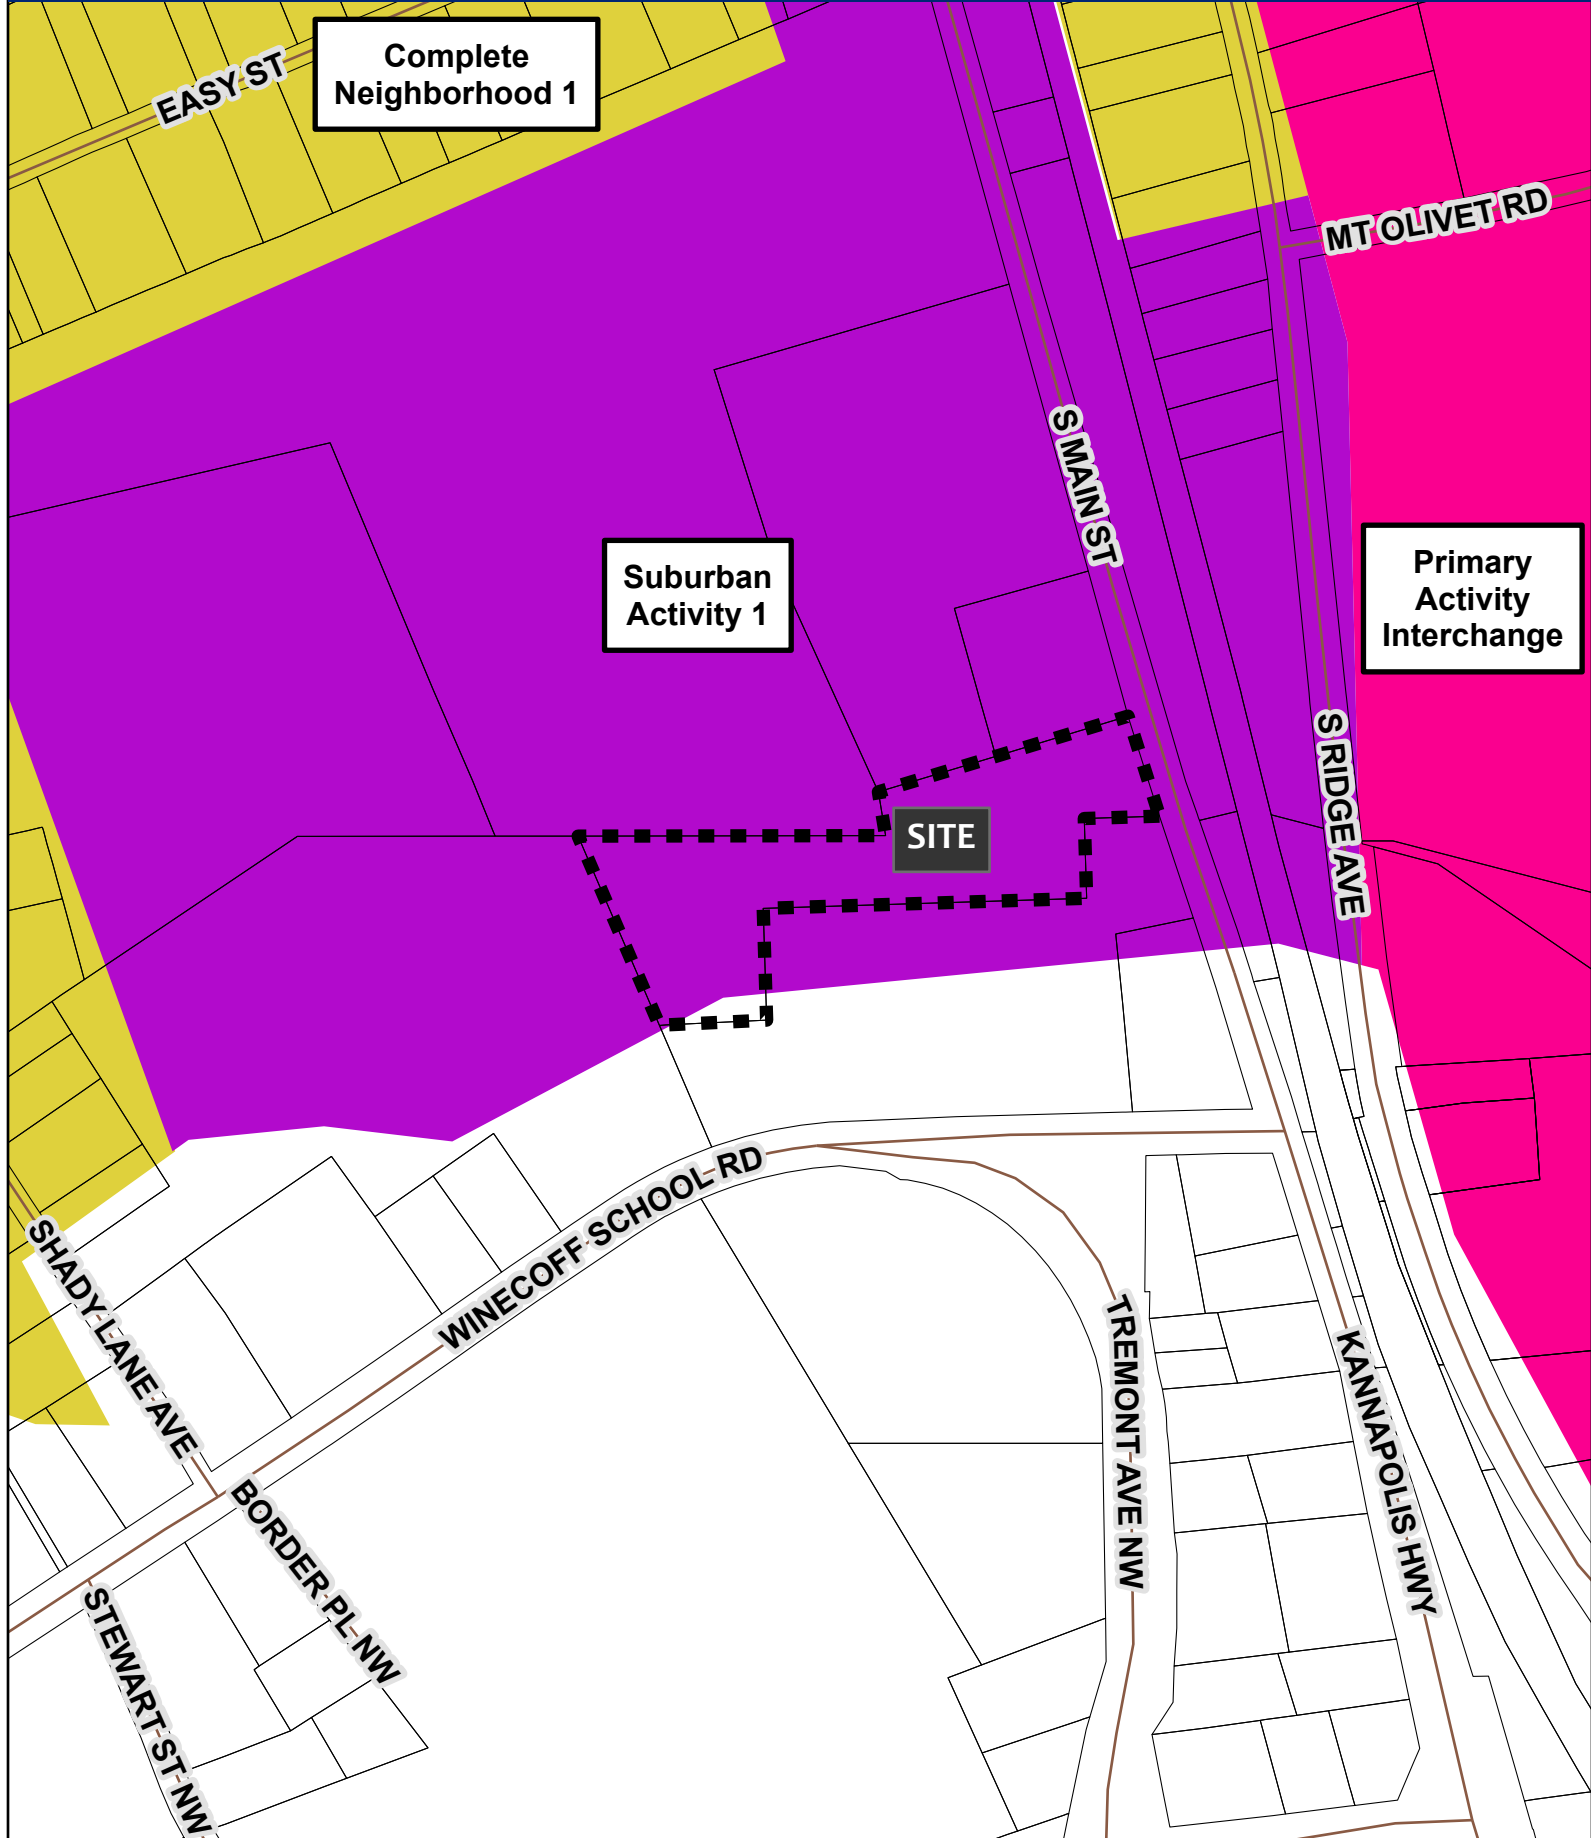 Complete
Neighborhood 1
EASY ST
MT OLIVET RD
S MAIN ST
Suburban
Activity 1
Primary
Activity
Interchange
S RIDGE AVE
SITE
WINECOFF SCHOOL RD
SHADY LANE AVE
TREMONT AVE NW
KANNAPOLIS HWY
BORDER PL NW
STEWART ST NW